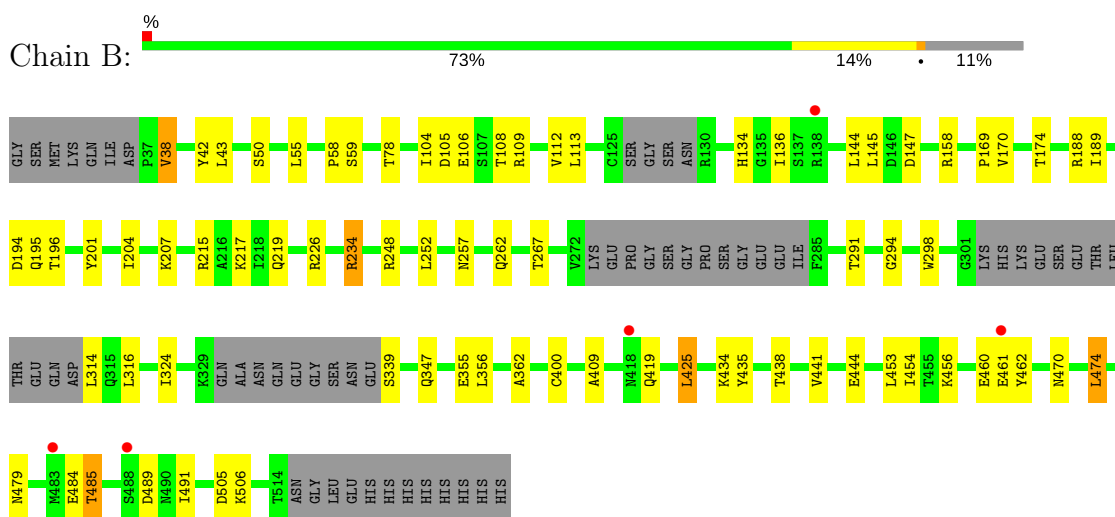 %
Chain B:
73% 14% • 11%
GLY SER MET LYS GLN ILE ASP P37 V38 Y42 L43 S50 L55 P58 S59 T78 I104 D105 E106 S107 T108 R109 V112 L113 C125 SER GLY SER ASN R130 H134 G135 I136 S137 R138 L144 L145 D146 D147 R158 P169 V170 T174 R188 I189
D194 Q195 T196 Y201 I204 K207 R215 A216 K217 I218 Q219 R226 R234 R248 L252 N257 Q262 T267 V272 LYS GLU PRO GLY SER GLY PRO SER GLY GLU GLU ILE F285 T291 G294 W298 G301 LYS HIS LYS GLU SER GLU THR LEU
THR GLU GLN ASP L314 Q315 L316 I324 K329 GLN ALA ASN GLN GLU GLY SER ASN GLU S339 Q347 E355 L356 A362 C400 A409 N418 Q419 L425 K434 Y435 T438 V441 E444 L453 I454 T455 K456 E460 E461 Y462 N470 L474
N479 M483 E484 T485 S488 D489 N490 I491 D505 K506 T514 ASN GLY LEU GLU HIS HIS HIS HIS HIS HIS HIS HIS